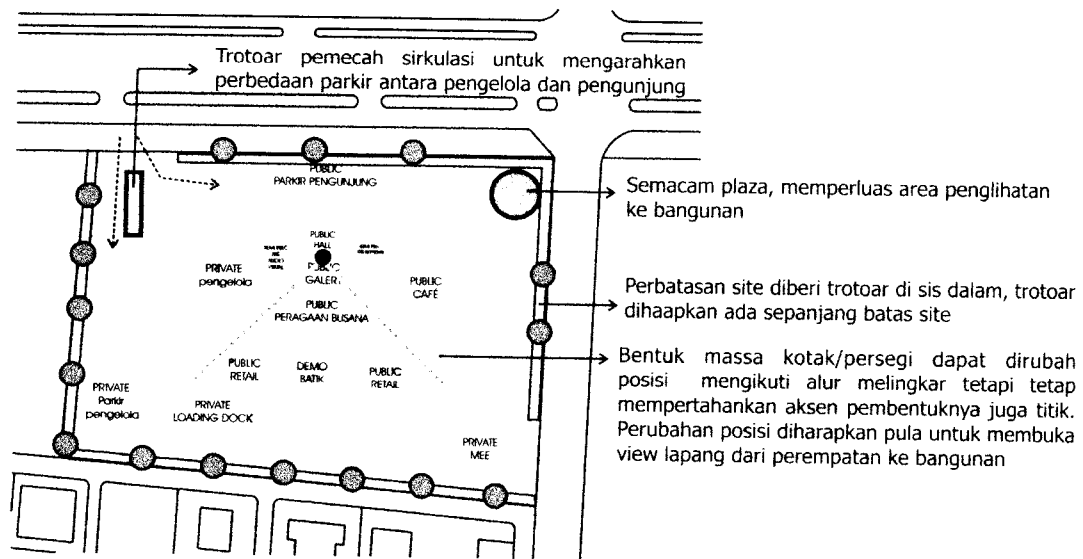 Trotoar pemecah sirkulasi untuk mengarahkan
perbedaan parkir antara pengelola dan pengunjung
PUBLIC
PARKIR PENGUNJUNG
Semacam plaza, memperluas area penglihatan
ke bangunan
PUBLIC
HALL
PRIVATE
pengelola
PUBLIC
GALERI
PUBLIC
CAFÉ
PUBLIC
PERAGAAN BUSANA
Perbatasan site diberi trotoar di sis dalam, trotoar
dihaapkan ada sepanjang batas site
PUBLIC
RETAIL
DEMO
BATIK
PUBLIC
RETAIL
Bentuk massa kotak/persegi dapat dirubah
posisi mengikuti alur melingkar tetapi tetap
mempertahankan aksen pembentuknya juga titik.
Perubahan posisi diharapkan pula untuk membuka
view lapang dari perempatan ke bangunan
PRIVATE
Parkir
pengelola
PRIVATE
LOADING DOCK
PRIVATE
MEE